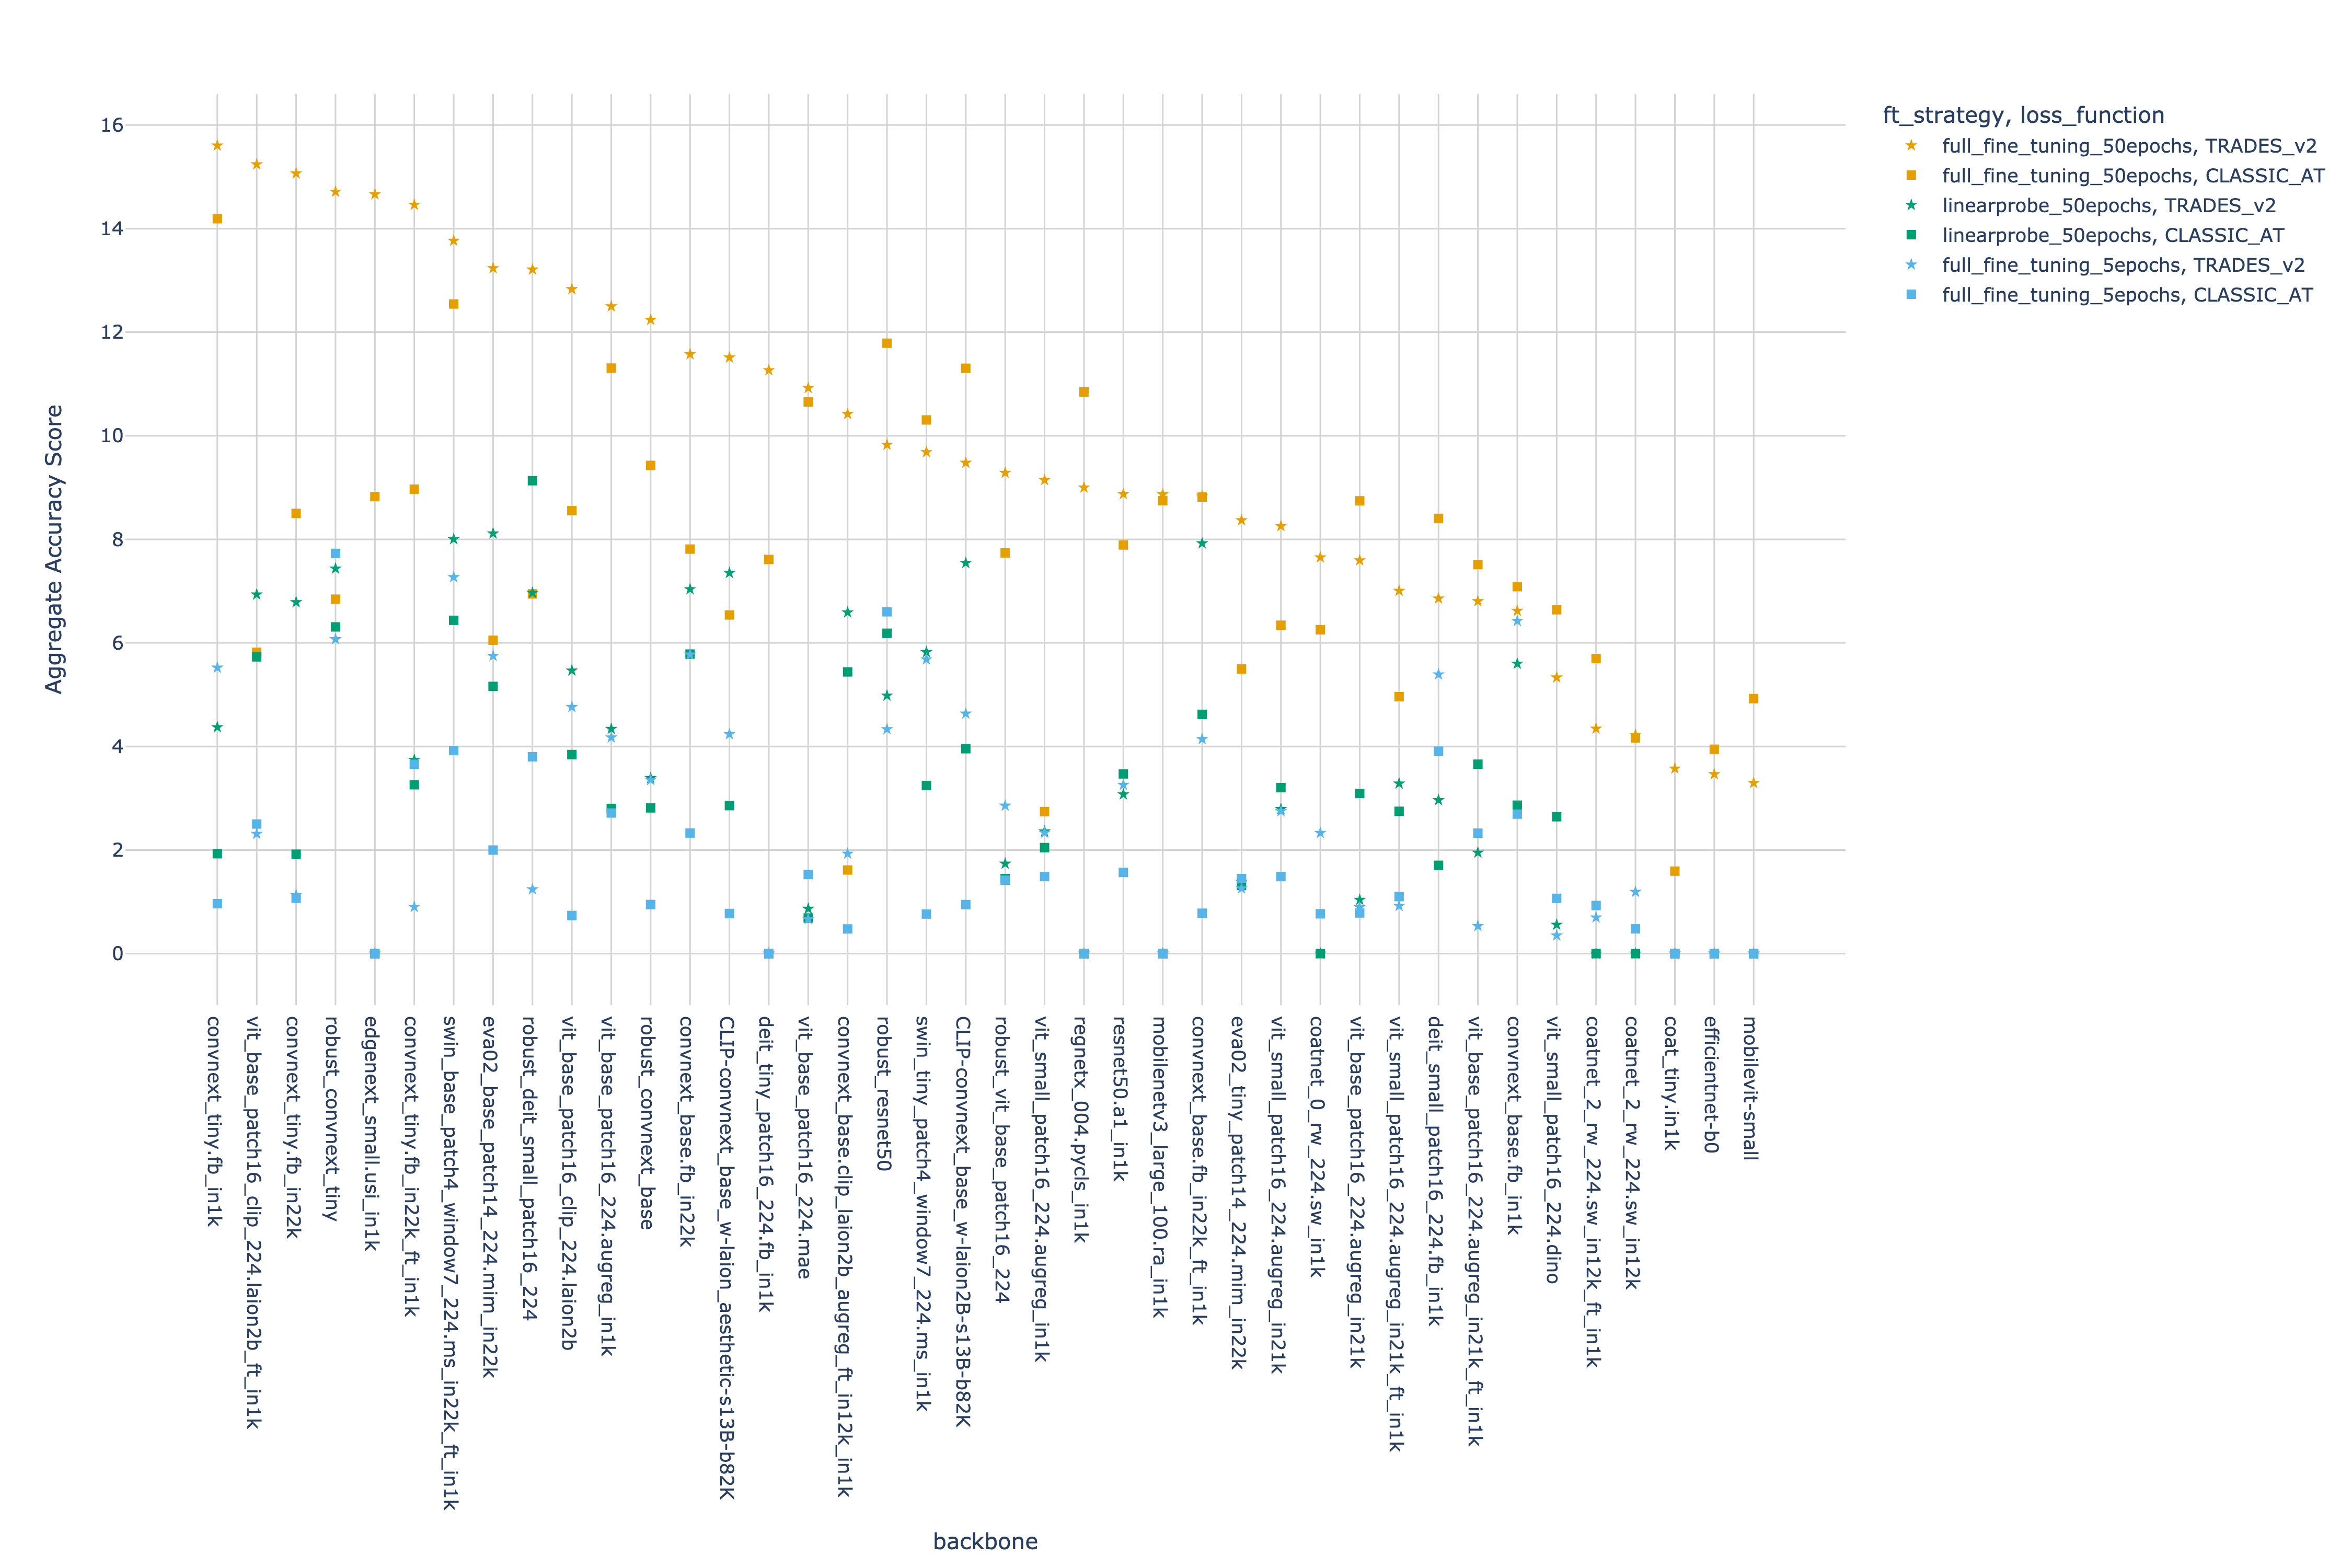 ft_strategy, loss_function
full_fine_tuning_50epochs, TRADES_v2
full_fine_tuning_50epochs, CLASSIC_AT
linearprobe_50epochs, TRADES_v2
linearprobe_50epochs, CLASSIC_AT
full_fine_tuning_5epochs, TRADES_v2
full_fine_tuning_5epochs, CLASSIC_AT
Aggregate Accuracy Score
16
14
12
10
8
6
4
2
0
convnext_tiny.fb_in1k
vit_base_patch16_clip_224.laion2b_ft_in1k
convnext_tiny.fb_in22k
robust_convnext_tiny
edgenext_small.usi_in1k
convnext_tiny.fb_in22k_ft_in1k
swin_base_patch4_window7_224.ms_in22k_ft_in1k
eva02_base_patch14_224.mim_in22k
robust_deit_small_patch16_224
vit_base_patch16_clip_224.laion2b
vit_base_patch16_224.augreg_in1k
robust_convnext_base
convnext_base.fb_in22k
CLIP-convnext_base_w-laion_aesthetic-s13B-b82K
deit_tiny_patch16_224.fb_in1k
vit_base_patch16_224.mae
convnext_base.clip_laion2b_augreg_ft_in12k_in1k
robust_resnet50
swin_tiny_patch4_window7_224.ms_in1k
CLIP-convnext_base_w-laion2B-s13B-b82K
robust_vit_base_patch16_224
vit_small_patch16_224.augreg_in1k
regnetx_004.pycls_in1k
resnet50.a1_in1k
mobilenetv3_large_100.ra_in1k
convnext_base.fb_in22k_ft_in1k
eva02_tiny_patch14_224.mim_in22k
vit_small_patch16_224.augreg_in21k
coatnet_0_rw_224.sw_in1k
vit_base_patch16_224.augreg_in21k
vit_small_patch16_224.augreg_in21k_ft_in1k
deit_small_patch16_224.fb_in1k
vit_base_patch16_224.augreg_in21k_ft_in1k
convnext_base.fb_in1k
vit_small_patch16_224.dino
coatnet_2_rw_224.sw_in12k_ft_in1k
coatnet_2_rw_224.sw_in12k
coat_tiny.in1k
efficientnet-b0
mobilevit-small
backbone